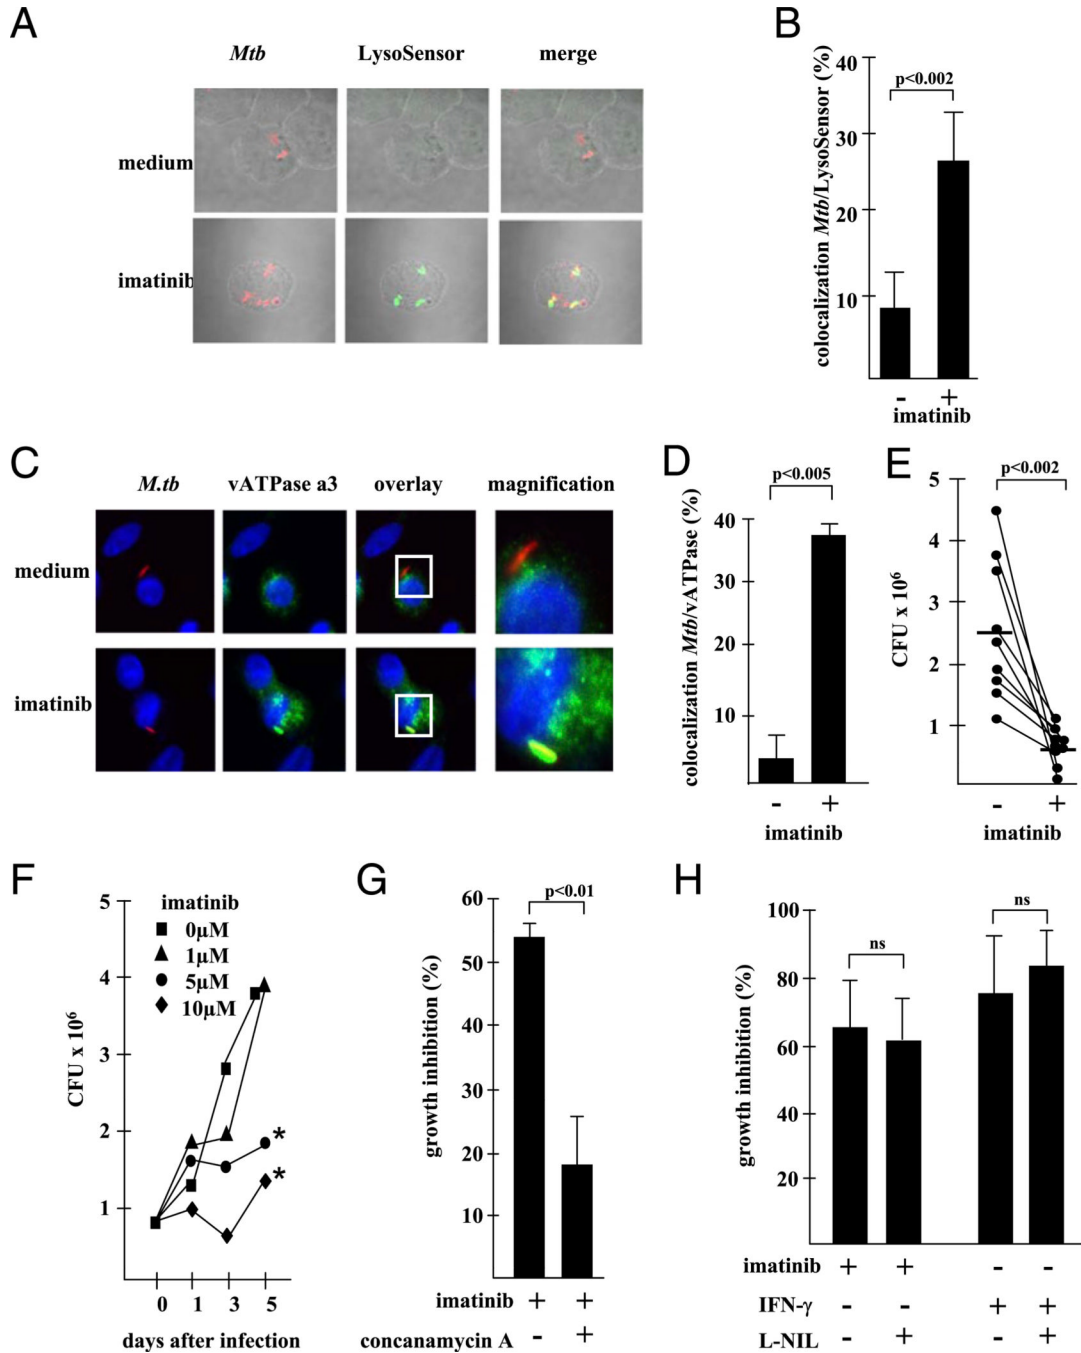 A
Mtb LysoSensor merge
medium
imatinib
B
colocalization Mtb/LysoSensor (%)
p<0.002
40
30
20
10
- +
imatinib
C
M.tb vATPase a3 overlay magnification
medium
imatinib
D
colocalization Mtb/vATPase (%)
p<0.005
40
30
20
10
- +
imatinib
E
CFU x 10⁶
p<0.002
5
4
3
2
1
- +
imatinib
F
CFU x 10⁶
5
4
3
2
1
imatinib
0µM
1µM
5µM
10µM
*
*
0 1 3 5
days after infection
G
growth inhibition (%)
p<0.01
60
50
40
30
20
10
imatinib + +
concanamycin A - +
H
growth inhibition (%)
100
80
60
40
20
ns ns
imatinib + + - -
IFN-γ - - + +
L-NIL - + - +